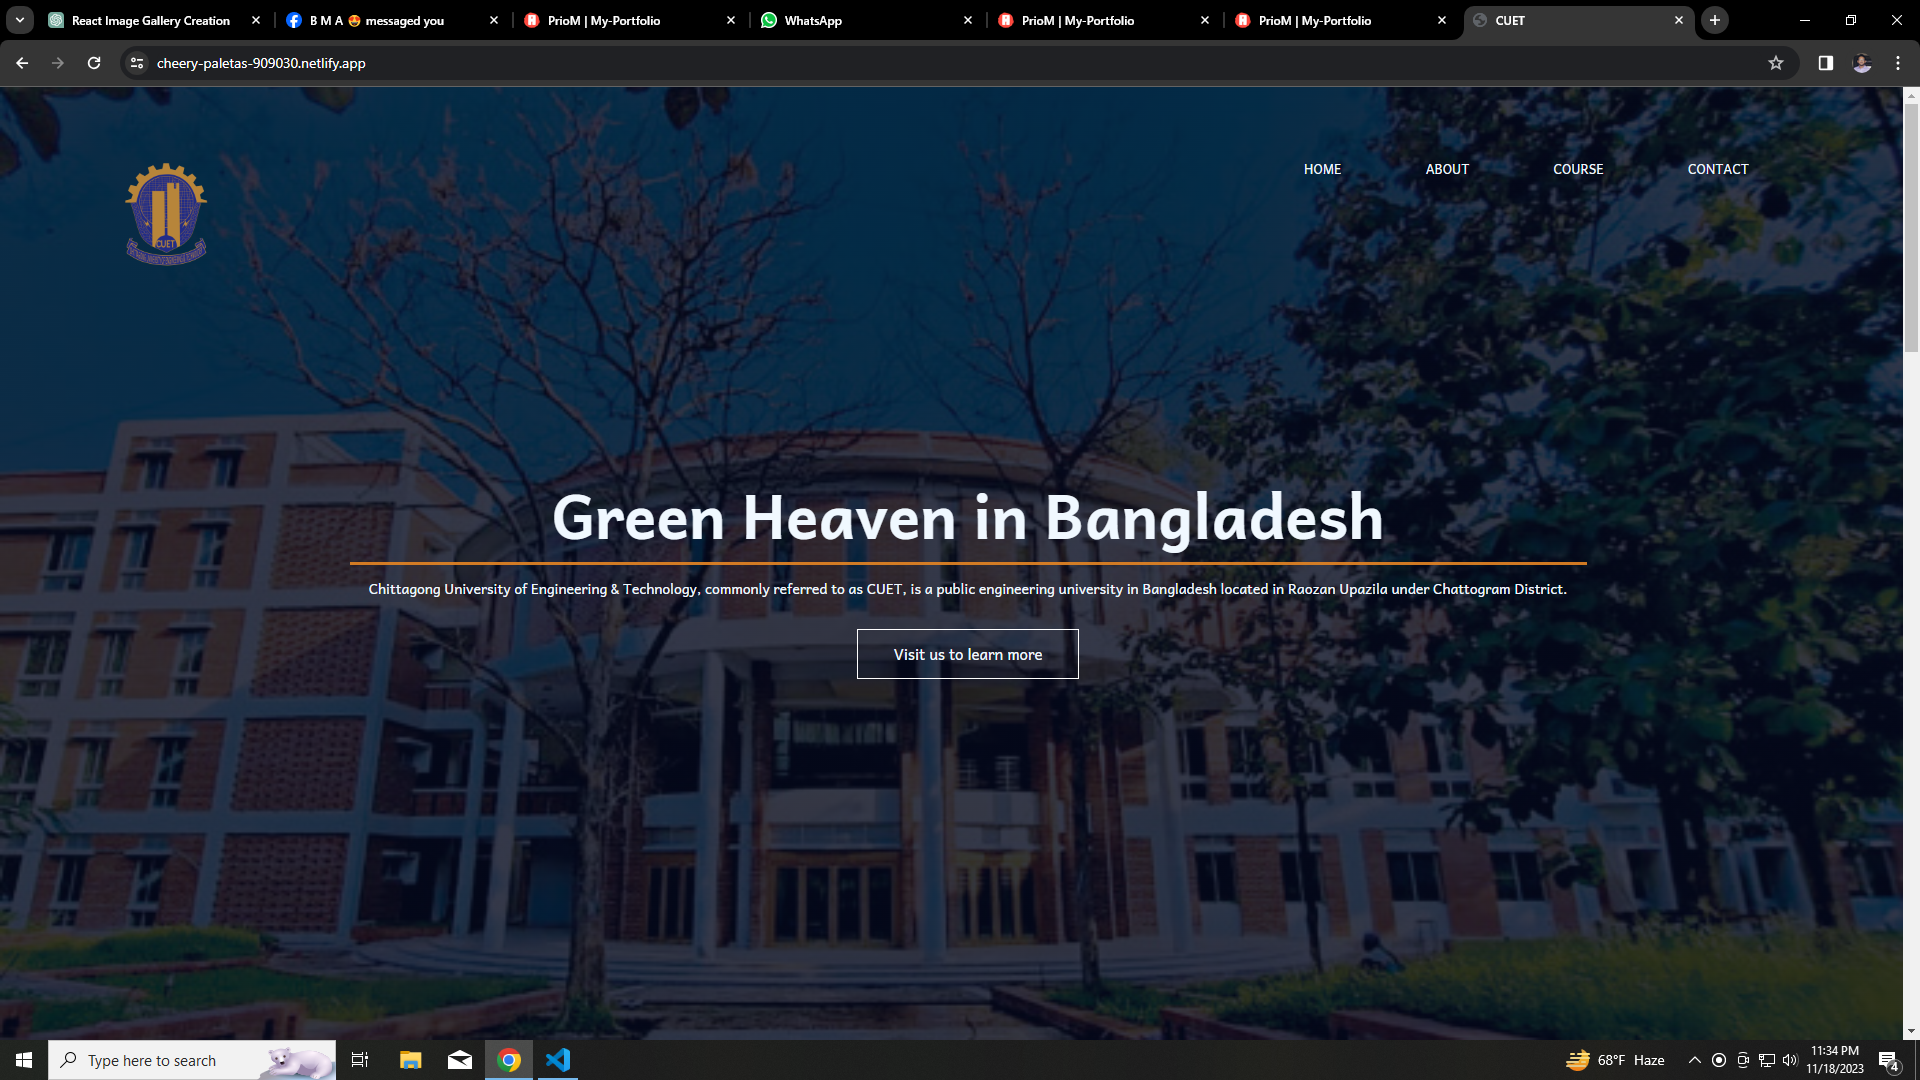 React Image Gallery Creation
B M A 😍 messaged you
PrioM | My-Portfolio
WhatsApp
PrioM | My-Portfolio
PrioM | My-Portfolio
CUET
cheery-paletas-909030.netlify.app
CUET
HOME ABOUT COURSE CONTACT
Green Heaven in Bangladesh
Chittagong University of Engineering & Technology, commonly referred to as CUET, is a public engineering university in Bangladesh located in Raozan Upazila under Chattogram District.
Visit us to learn more
Type here to search
68°F Haze
11:34 PM
11/18/2023
4